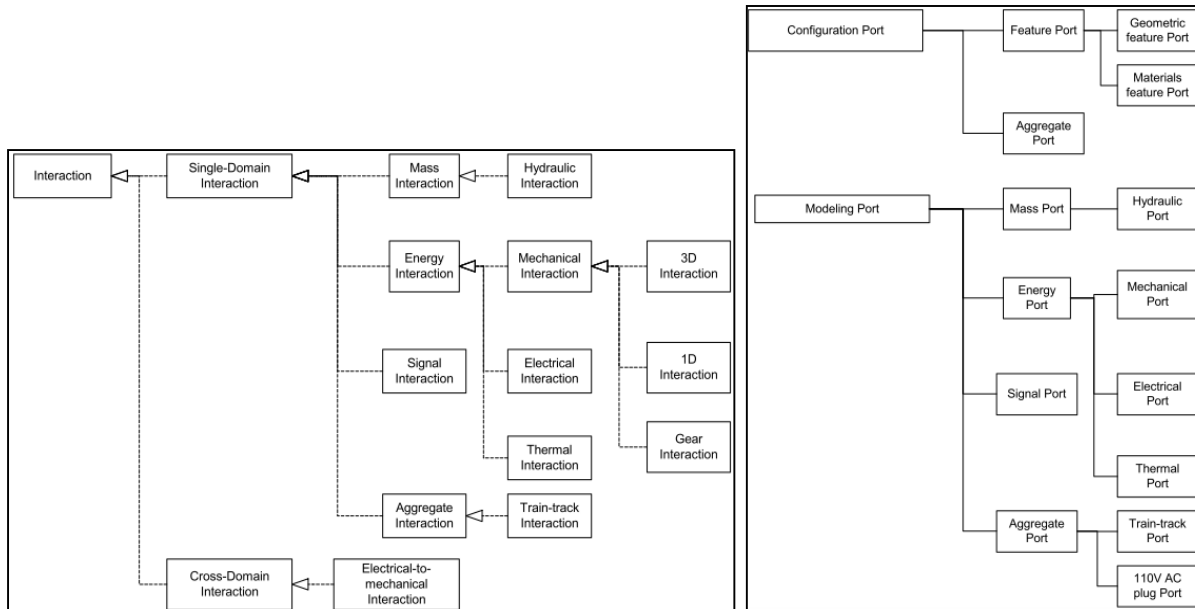 Interaction
Single-Domain
Interaction
Mass
Interaction
Hydraulic
Interaction
Energy
Interaction
Mechanical
Interaction
3D
Interaction
Signal
Interaction
Electrical
Interaction
1D
Interaction
Thermal
Interaction
Gear
Interaction
Aggregate
Interaction
Train-track
Interaction
Cross-Domain
Interaction
Electrical-to-
mechanical
Interaction
Configuration Port
Feature Port
Geometric
feature Port
Materials
feature Port
Aggregate
Port
Modeling Port
Mass Port
Hydraulic
Port
Energy
Port
Mechanical
Port
Signal Port
Electrical
Port
Thermal
Port
Aggregate
Port
Train-track
Port
110V AC
plug Port